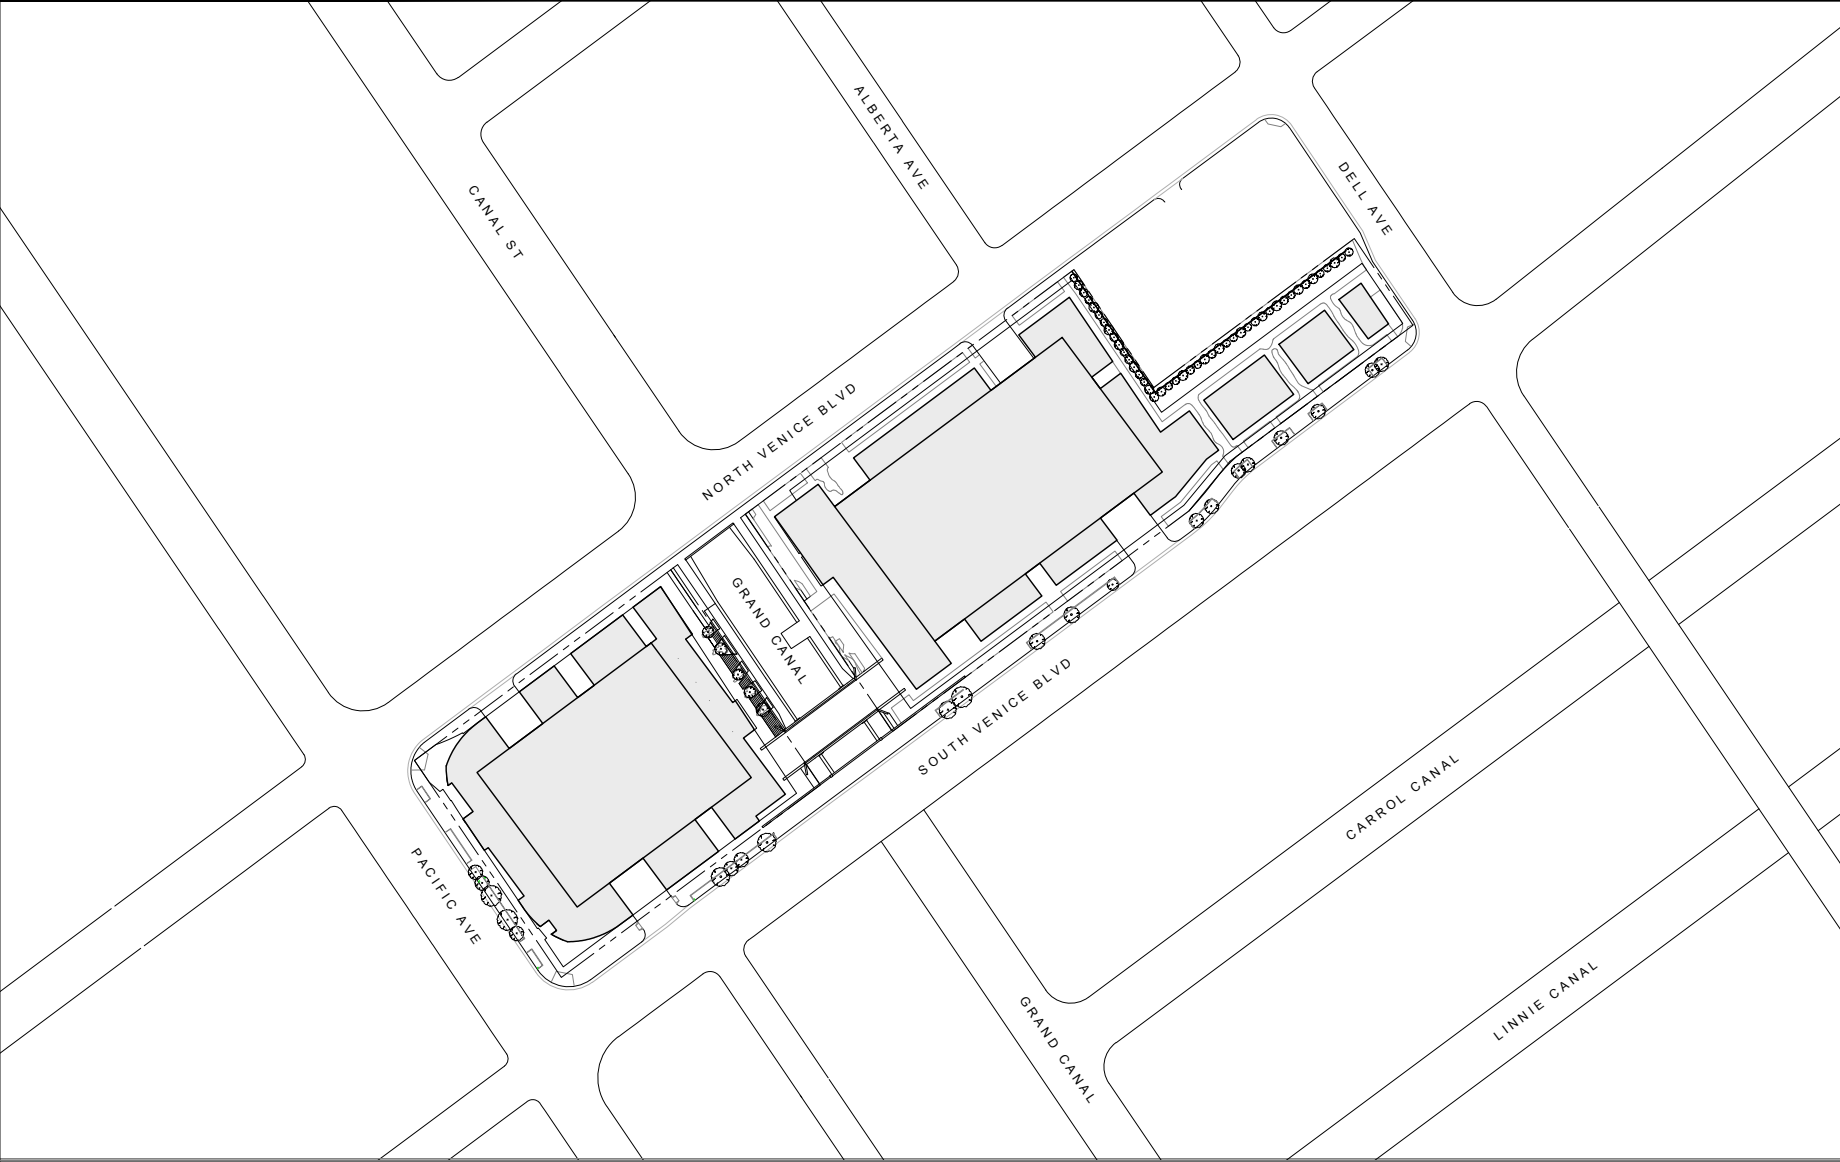 ALBERTA AVE
CANAL ST
DELL AVE
NORTH VENICE BLVD
GRAND CANAL
SOUTH VENICE BLVD
CARROL CANAL
PACIFIC AVE
LINNIE CANAL
GRAND CANAL